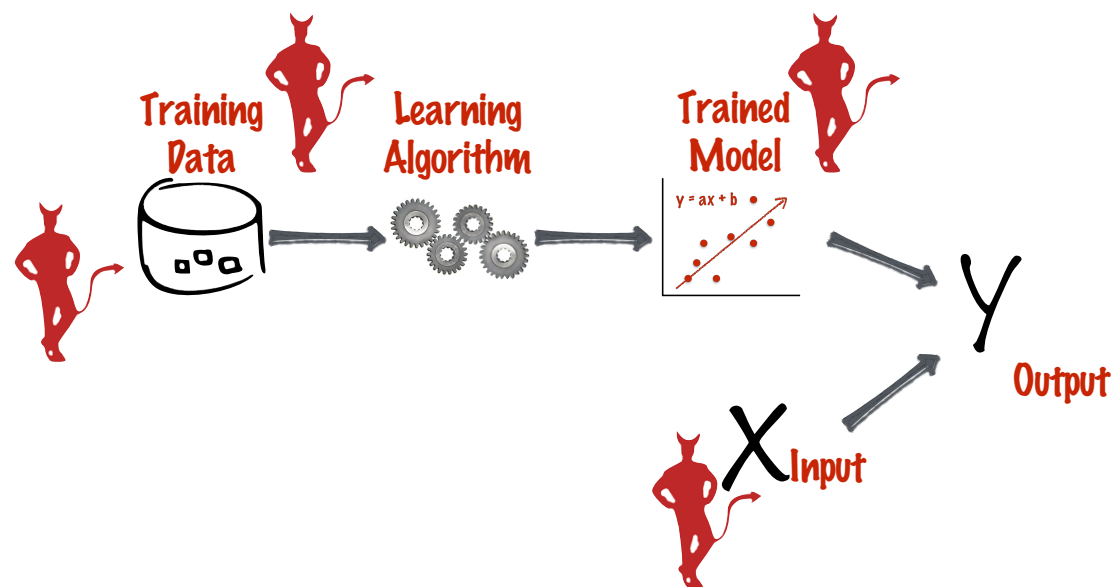 Training
Data
Learning
Algorithm
Trained
Model
y = ax + b
Y
Output
X
Input